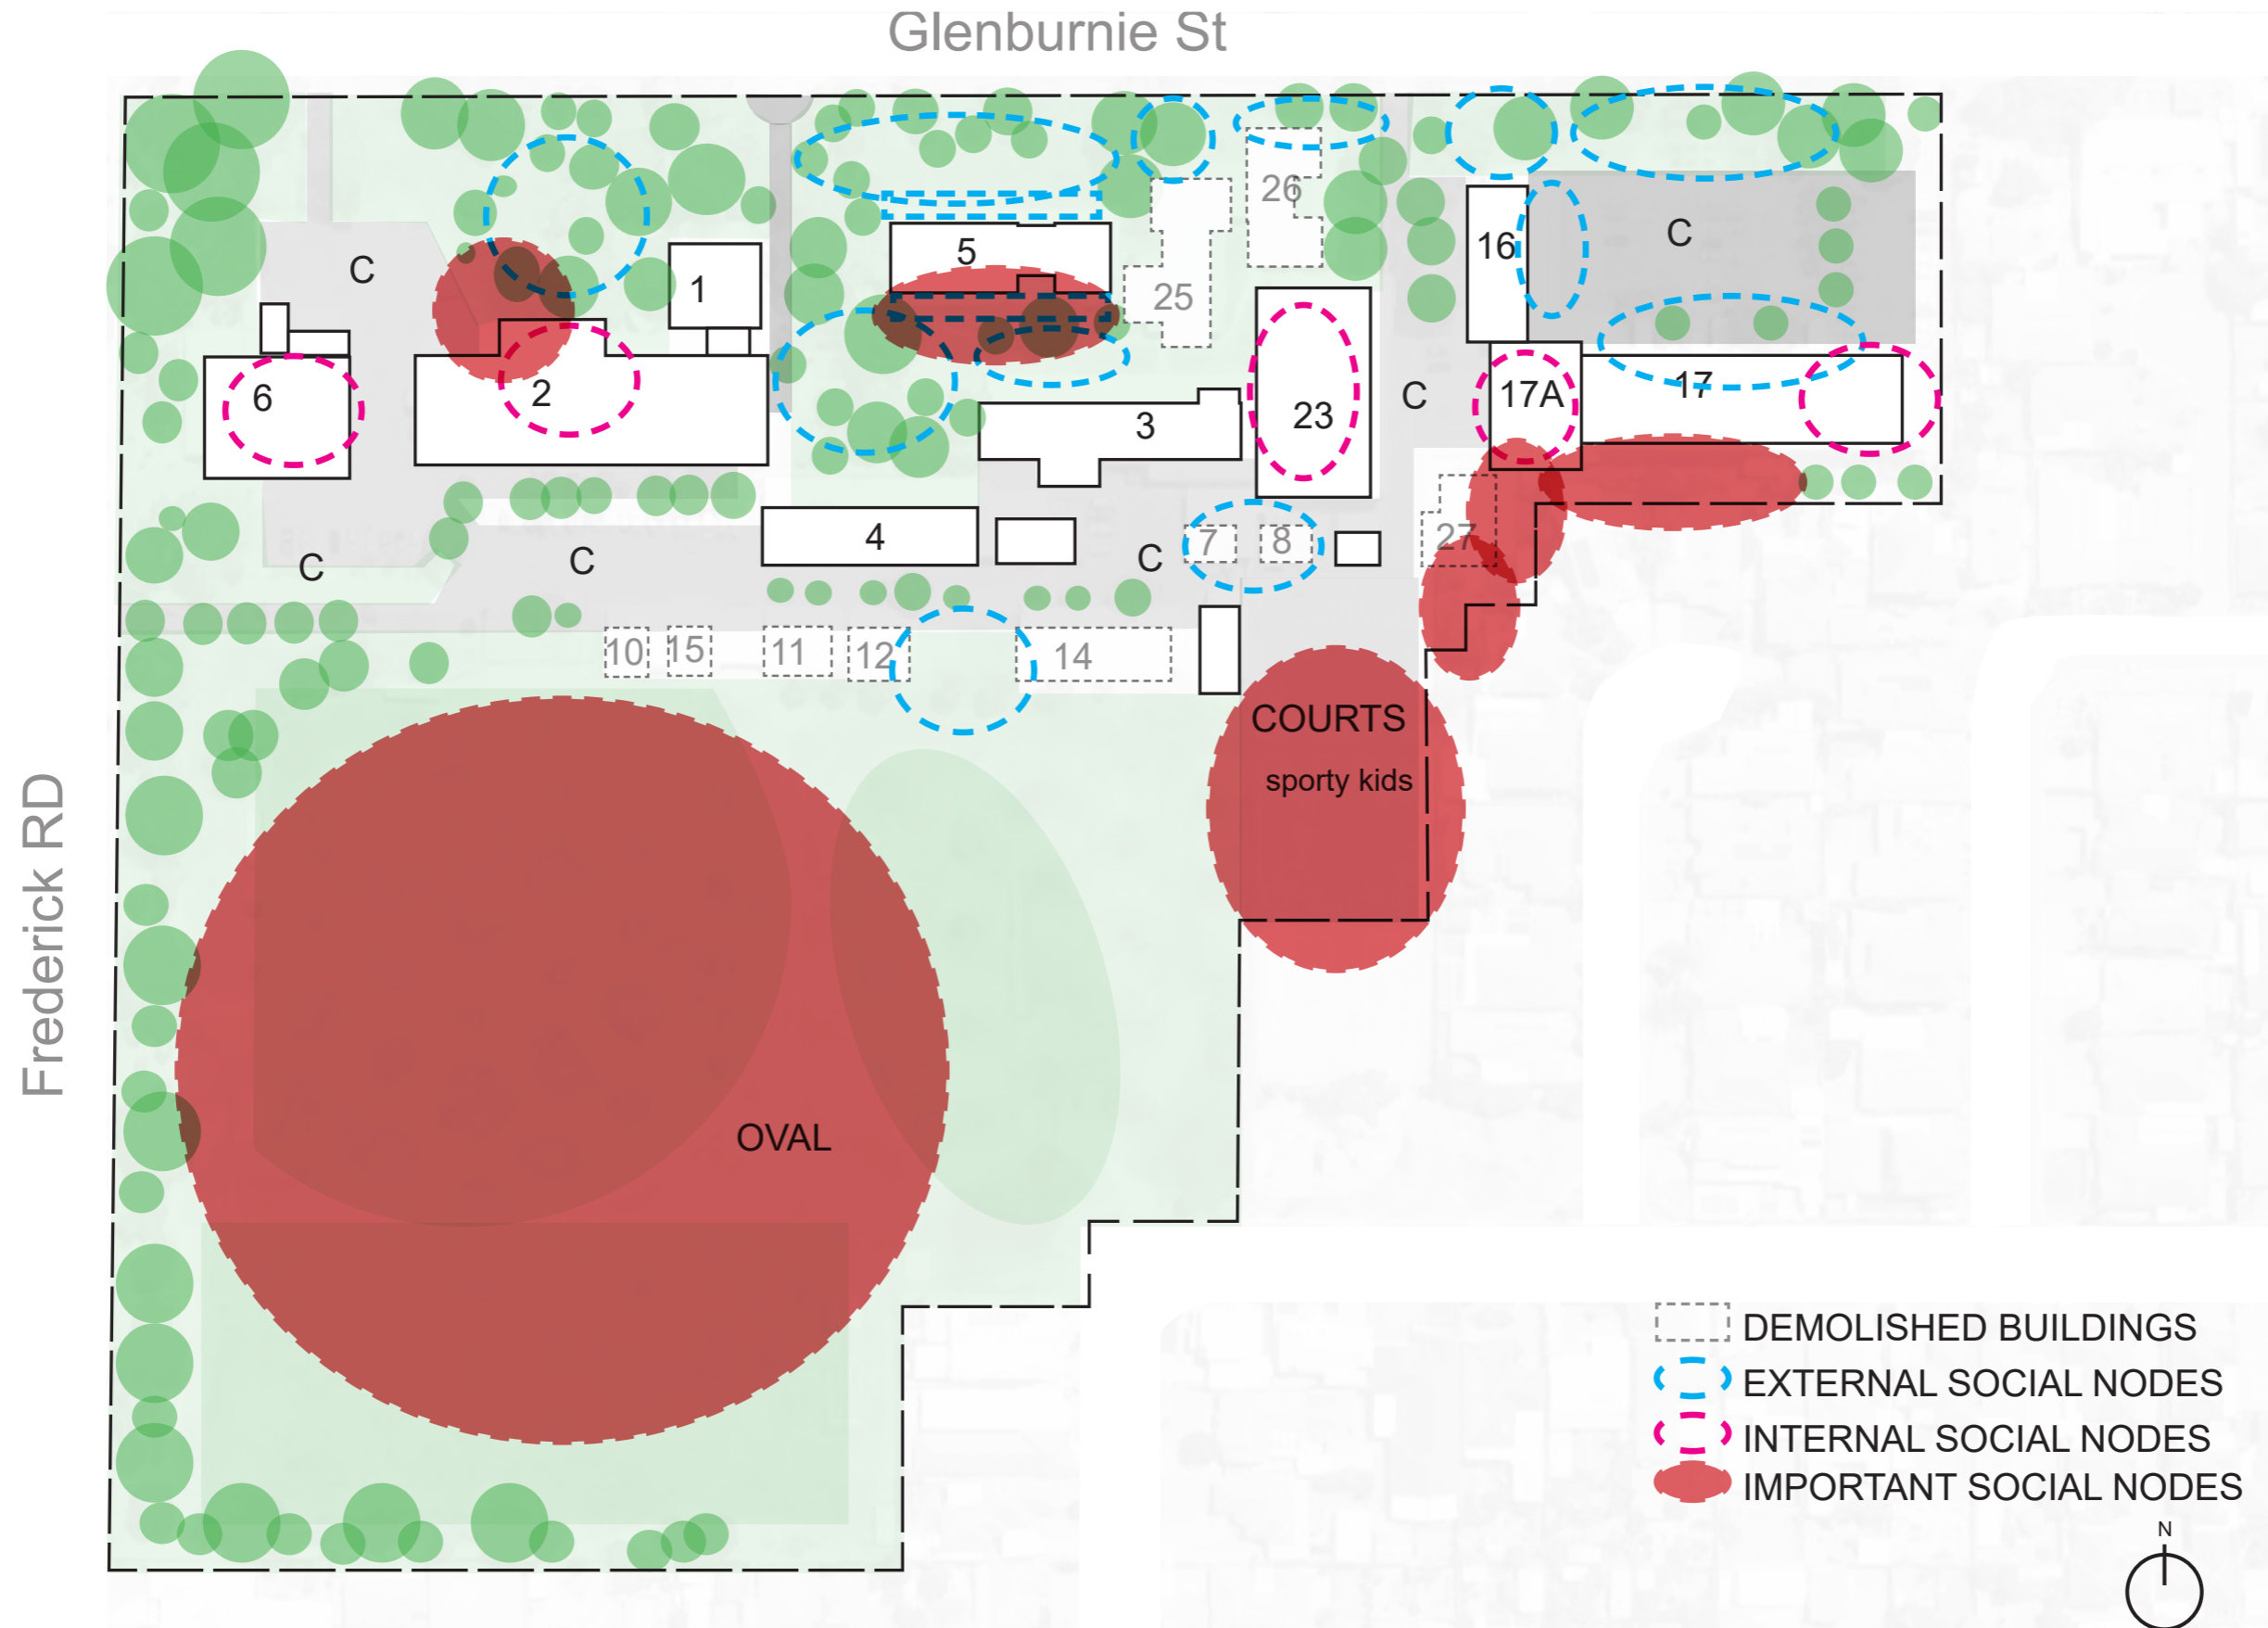 Glenburnie St
26
C
16
C
5
1
25
6
2
3
23
C
17A
17
4
C
7
8
27
C
C
10
15
11
12
14
COURTS
sporty kids
Frederick RD
OVAL
DEMOLISHED BUILDINGS
EXTERNAL SOCIAL NODES
INTERNAL SOCIAL NODES
IMPORTANT SOCIAL NODES
N